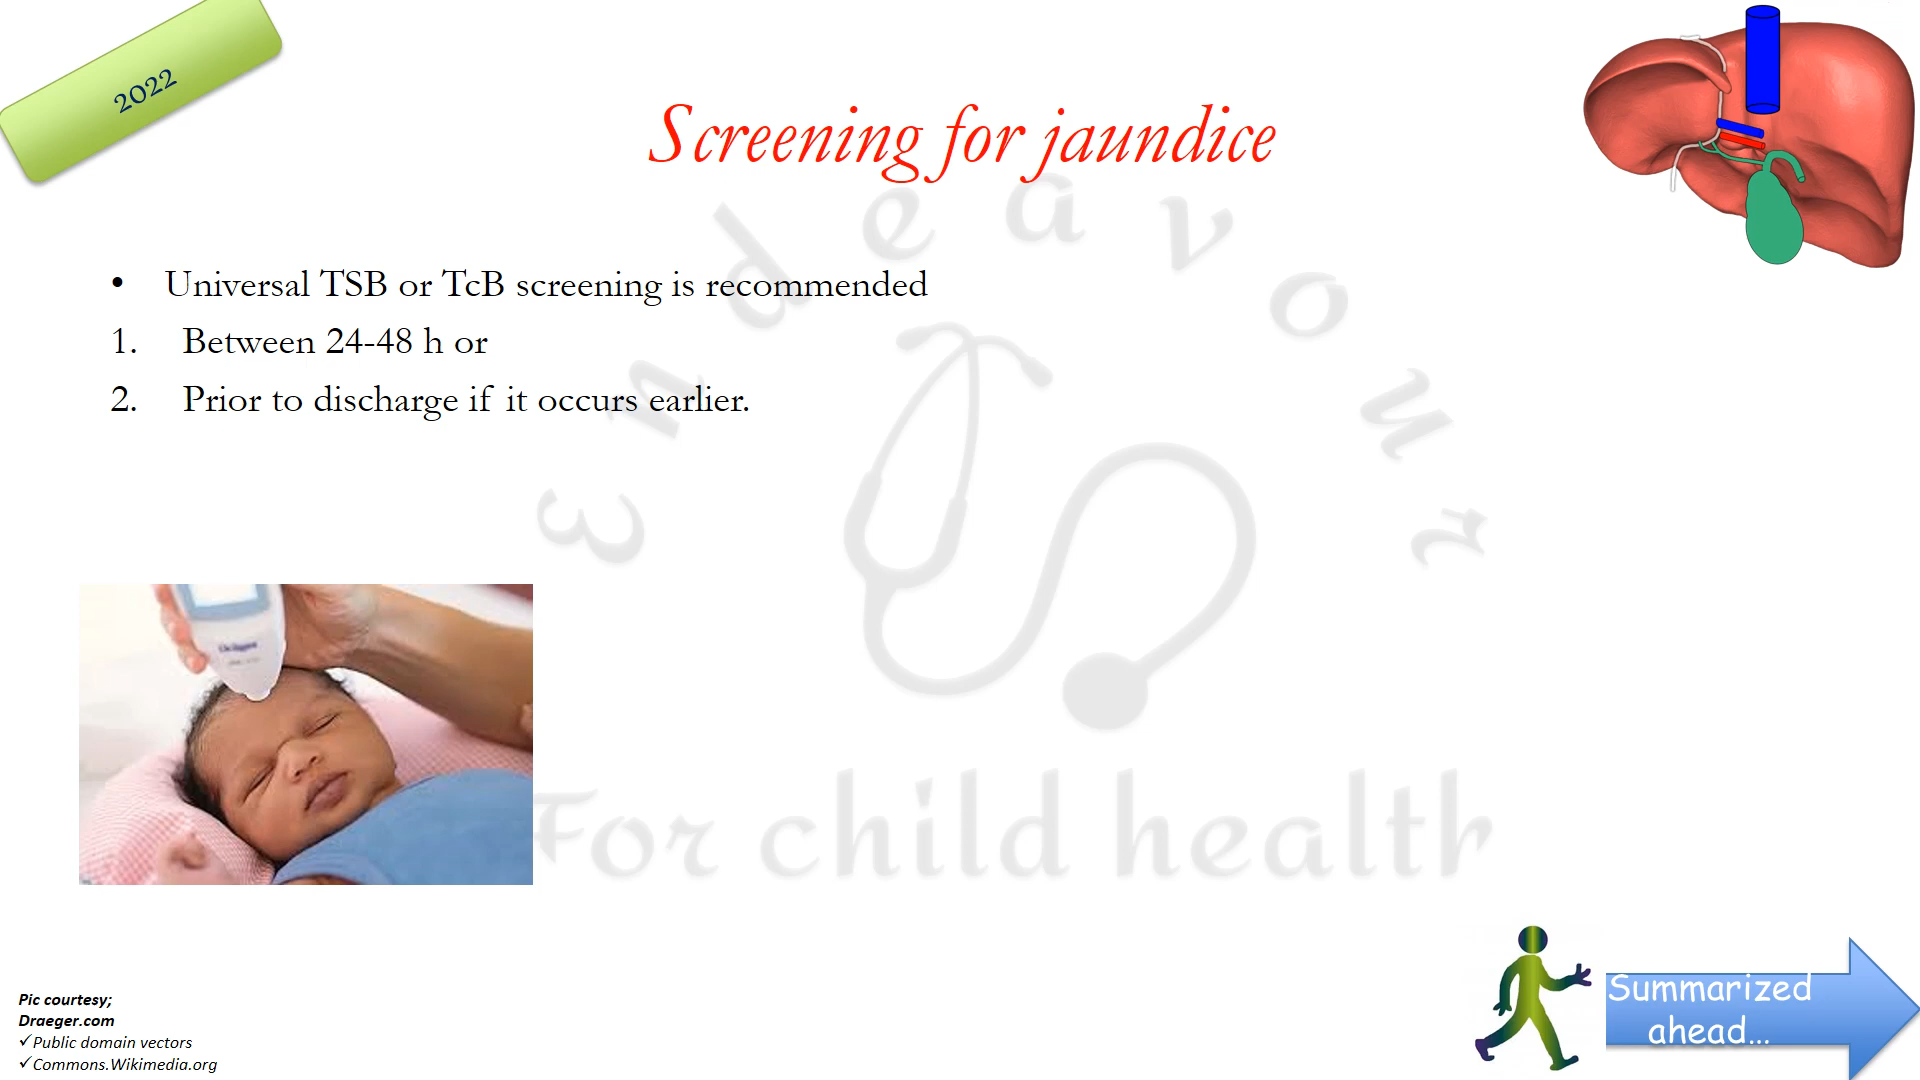 2022
Screening for jaundice
• Universal TSB or TcB screening is recommended
1. Between 24-48 h or
2. Prior to discharge if it occurs earlier.
Endeavour
For child health
Pic courtesy;
Draeger.com
✓Public domain vectors
✓Commons.Wikimedia.org
Summarized
ahead...